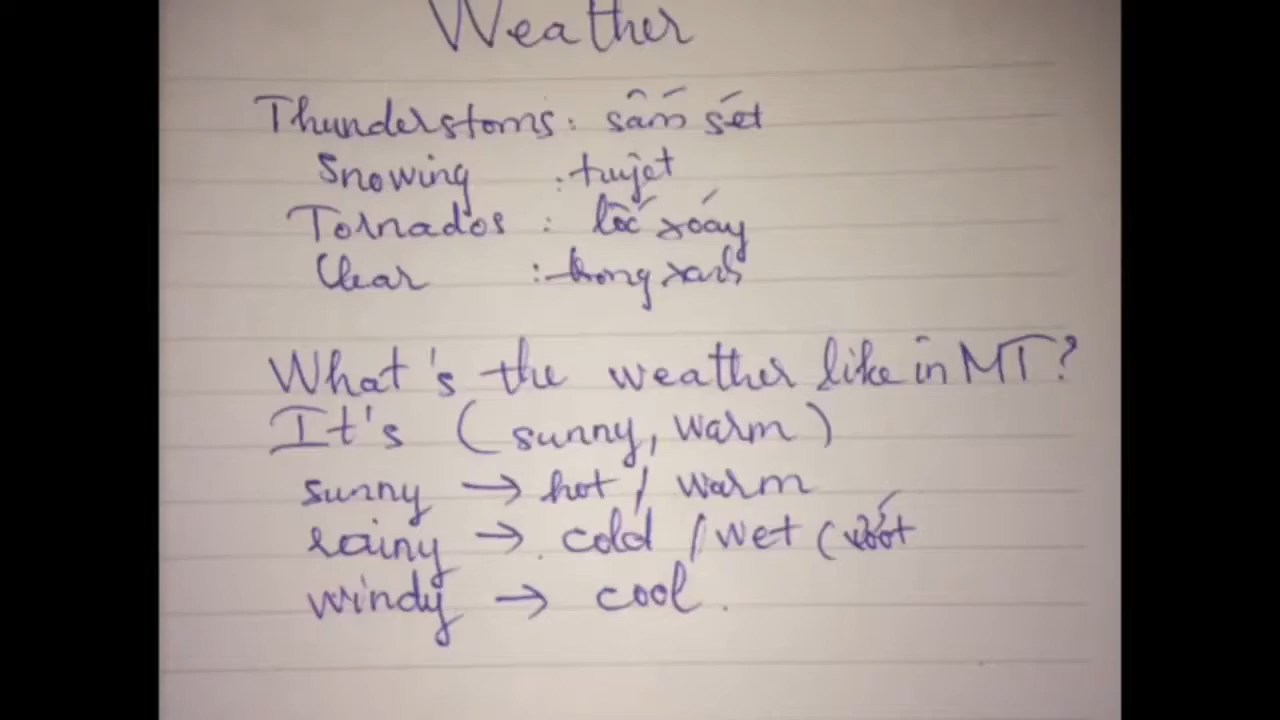 Weather
Thunderstoms: sấm sét
Snowing : tuyết
Tornados : lốc xoáy
Clear : trong xanh
What's the weather like in MT?
It's (sunny, warm)
sunny → hot / warm
rainy → cold / wet (
windy → cool.